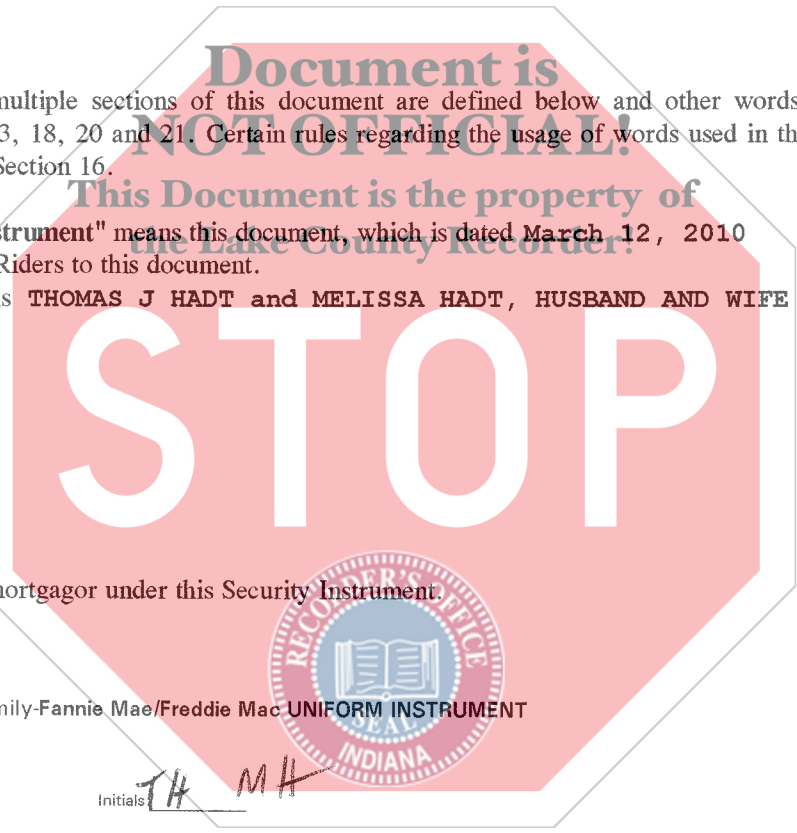 Document is
multiple sections of this document are defined below and other words
3, 18, 20 and 21. Certain rules regarding the usage of words used in th
NOT OFFICIAL!
Section 16.
This Document is the property of
strument" means this document, which is dated March 12, 2010
the Lake County Recorder!
Riders to this document.
s THOMAS J HADT and MELISSA HADT, HUSBAND AND WIFE
STOP
nortgagor under this Security Instrument.
RECORDER'S OFFICE
SEAL
INDIANA
mily-Fannie Mae/Freddie Mac UNIFORM INSTRUMENT
Initials TH MH